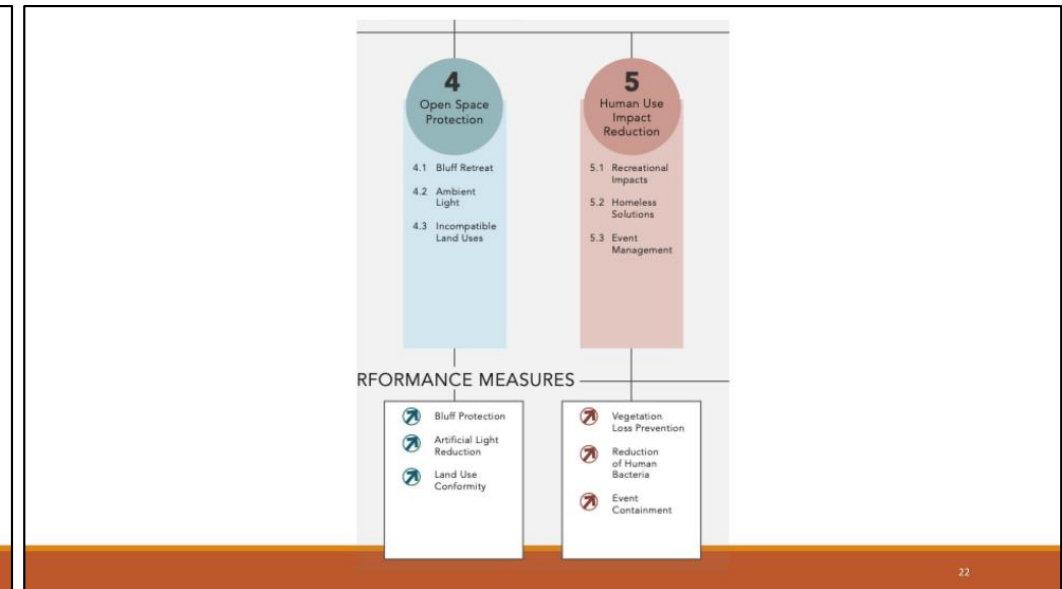 4
Open Space
Protection
4.1 Bluff Retreat
4.2 Ambient
Light
4.3 Incompatible
Land Uses
5
Human Use
Impact
Reduction
5.1 Recreational
Impacts
5.2 Homeless
Solutions
5.3 Event
Management
RFORMANCE MEASURES
Bluff Protection
Artificial Light
Reduction
Land Use
Conformity
Vegetation
Loss Prevention
Reduction
of Human
Bacteria
Event
Containment
22